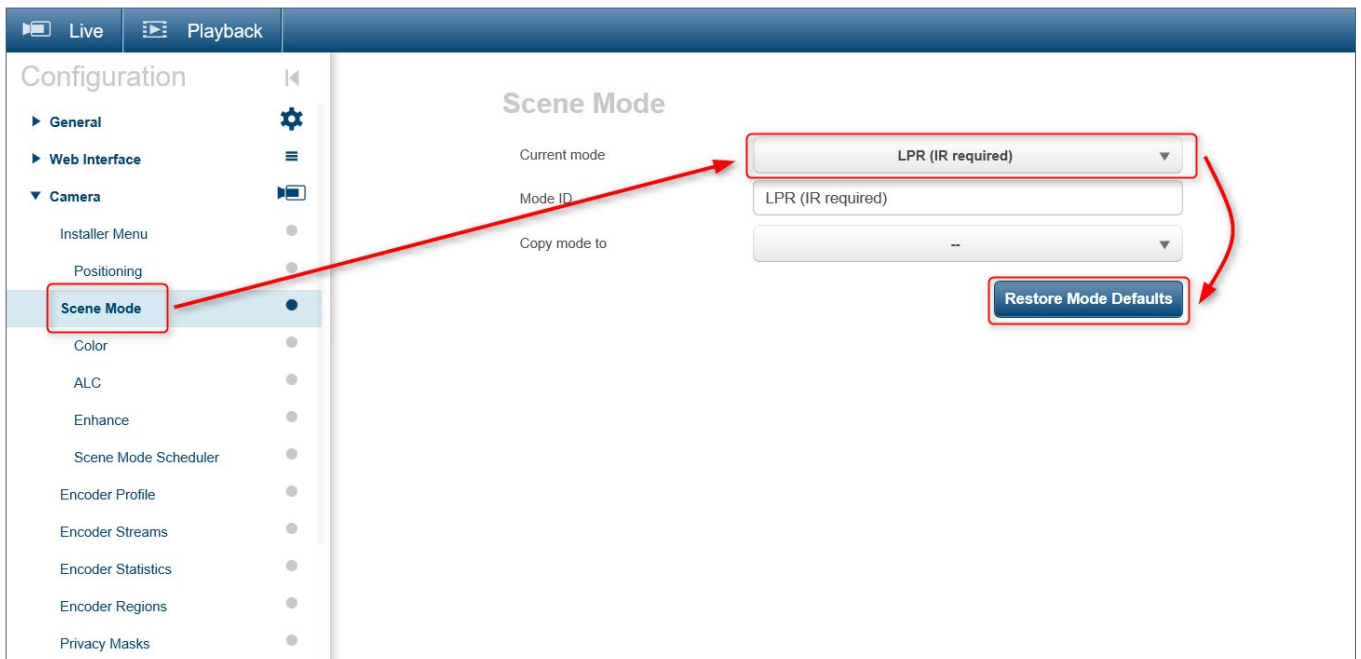 Live Playback
Configuration
General
Web Interface
Camera
Installer Menu
Positioning
Scene Mode
Color
ALC
Enhance
Scene Mode Scheduler
Encoder Profile
Encoder Streams
Encoder Statistics
Encoder Regions
Privacy Masks
Scene Mode
Current mode LPR (IR required)
Mode ID LPR (IR required)
Copy mode to --
Restore Mode Defaults